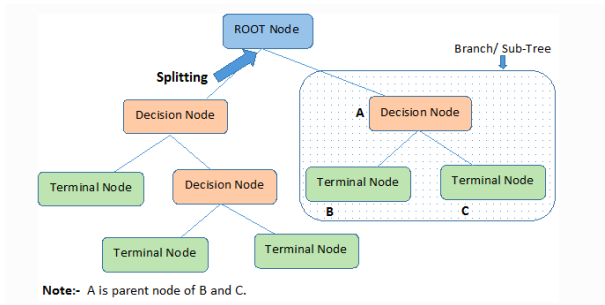 ROOT Node
Branch/ Sub-Tree
Splitting
Decision Node
A
Decision Node
Terminal Node
Decision Node
Terminal Node
Terminal Node
B
C
Terminal Node
Terminal Node
Note:- A is parent node of B and C.